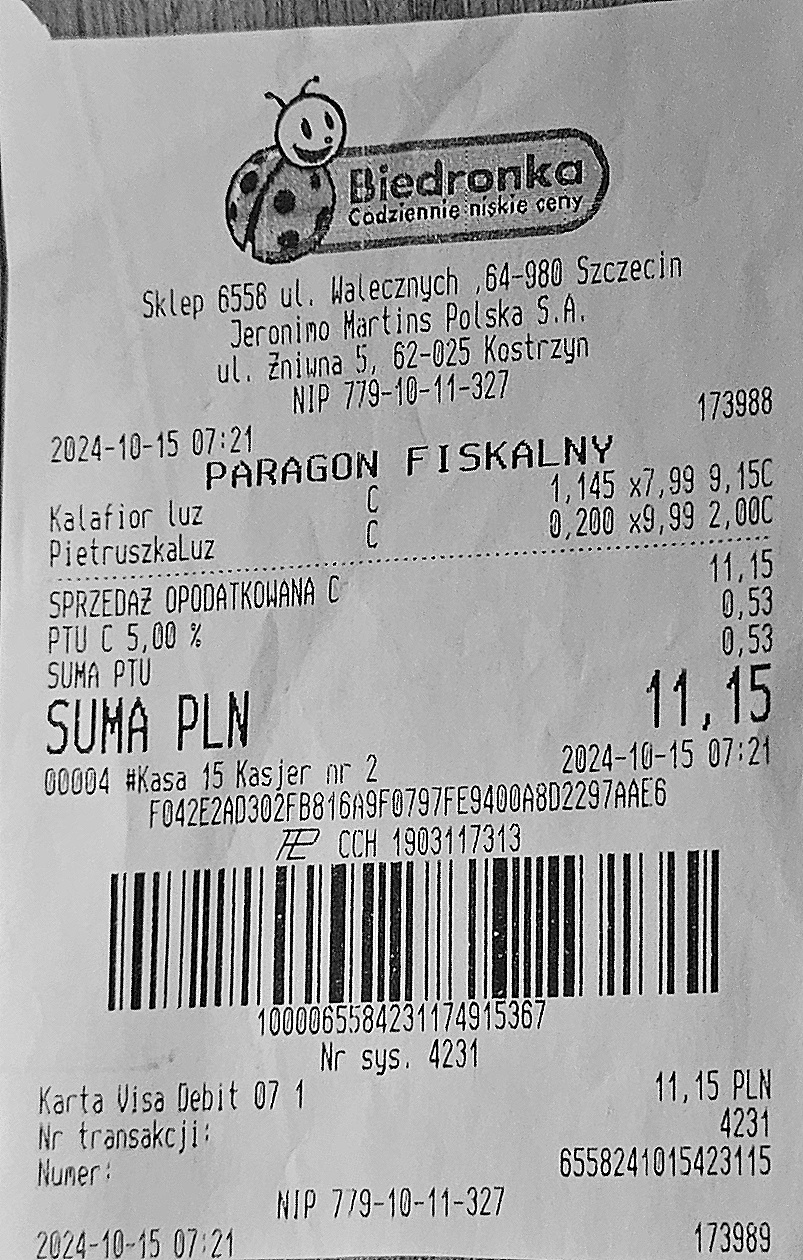 Biedronka
Codziennie niskie ceny
Sklep 6558 ul. Walecznych ,64-980 Szczecin
Jeronimo Martins Polska S.A.
ul. Żniwna 5, 62-025 Kostrzyn
NIP 779-10-11-327
2024-10-15 07:21 173988
PARAGON FISKALNY
Kalafior luz C 1,145 x7,99 9,15C
PietruszkaLuz C 0,200 x9,99 2,00C
SPRZEDAŻ OPODATKOWANA C 11,15
PTU C 5,00 % 0,53
SUMA PTU 0,53
SUMA PLN 11,15
00004 #Kasa 15 Kasjer nr 2 2024-10-15 07:21
F042E2AD302FB816A9F0797FE9400A8D2297AAE6
CCH 1903117313
1000065584231174915367
Nr sys. 4231
Karta Visa Debit 07 1 11,15 PLN
Nr transakcji: 4231
Numer: 6558241015423115
NIP 779-10-11-327
2024-10-15 07:21 173989